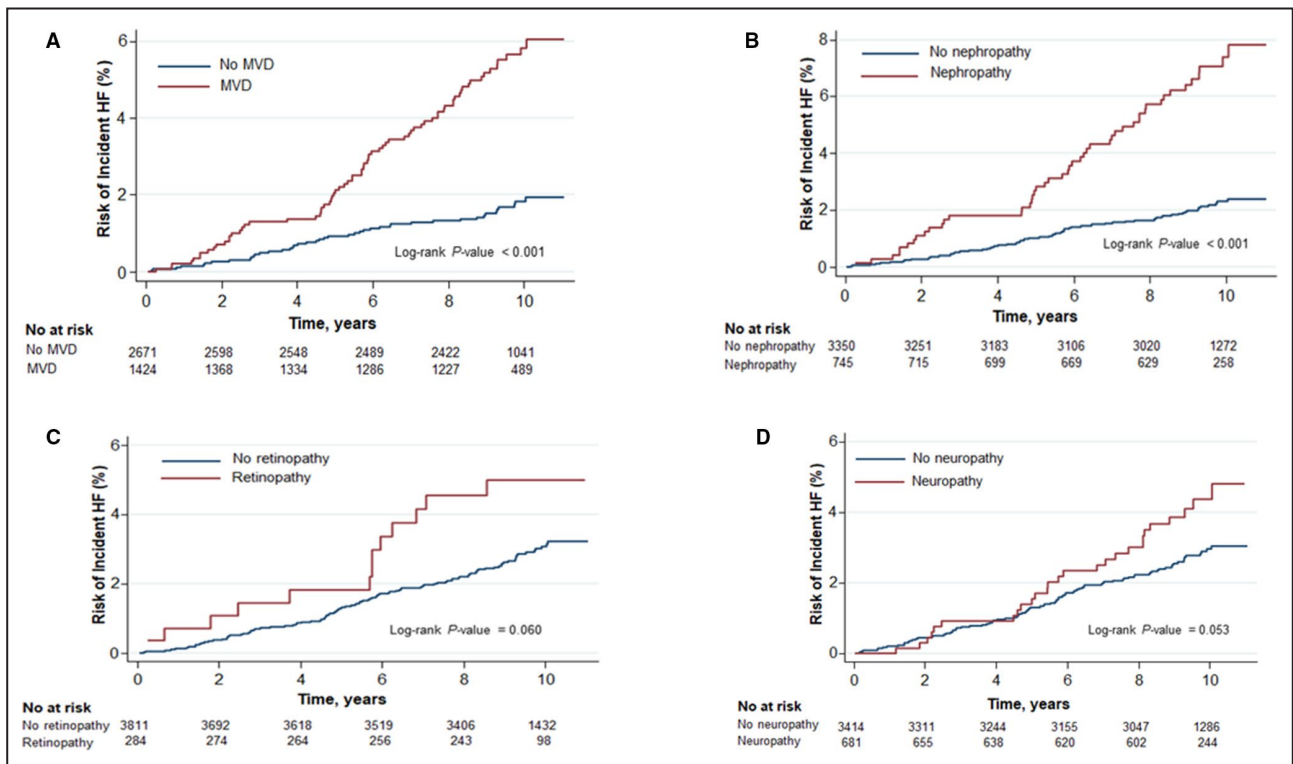 A
6
4
2
0
Risk of Incident HF (%)
No MVD
MVD
Log-rank P-value < 0.001
0 2 4 6 8 10
Time, years
No at risk
No MVD 2671 2598 2548 2489 2422 1041
MVD 1424 1368 1334 1286 1227 489
B
8
6
4
2
0
Risk of Incident HF (%)
No nephropathy
Nephropathy
Log-rank P-value < 0.001
0 2 4 6 8 10
Time, years
No at risk
No nephropathy 3350 3251 3183 3106 3020 1272
Nephropathy 745 715 699 669 629 258
C
6
4
2
0
Risk of Incident HF (%)
No retinopathy
Retinopathy
Log-rank P-value = 0.060
0 2 4 6 8 10
Time, years
No at risk
No retinopathy 3811 3692 3618 3519 3406 1432
Retinopathy 284 274 264 256 243 98
D
6
4
2
0
Risk of Incident HF (%)
No neuropathy
Neuropathy
Log-rank P-value = 0.053
0 2 4 6 8 10
Time, years
No at risk
No neuropathy 3414 3311 3244 3155 3047 1286
Neuropathy 681 655 638 620 602 244